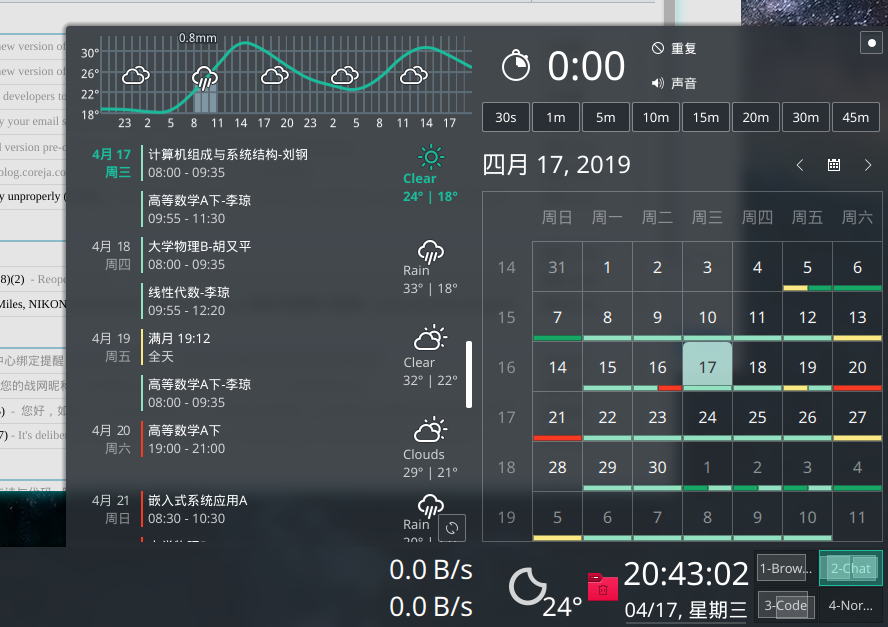 new version of
new version of
developers to
y your email s
l version pre-c
log.coreja.co
y unproperly (
8)(2) - Reope
Miles, NIKON
中心绑定提醒
您的战网昵称
) - 您好，如
7) - It's delibe
0.8mm
30°
26°
22°
18°
23 2 5 8 11 14 17 20 23 2 5 8 11 14 17
4月 17
周三
计算机组成与系统结构-刘钢
08:00 - 09:35
Clear
24° | 18°
高等数学A下-李琼
09:55 - 11:30
4月 18
周四
大学物理B-胡又平
08:00 - 09:35
Rain
33° | 18°
线性代数-李琼
09:55 - 12:20
4月 19
周五
满月 19:12
全天
Clear
32° | 22°
高等数学A下-李琼
08:00 - 09:35
4月 20
周六
高等数学A下
19:00 - 21:00
Clouds
29° | 21°
4月 21
周日
嵌入式系统应用A
08:30 - 10:30
Rain
0:00
重复
声音
30s 1m 5m 10m 15m 20m 30m 45m
四月 17, 2019
周日 周一 周二 周三 周四 周五 周六
14 31 1 2 3 4 5 6
15 7 8 9 10 11 12 13
16 14 15 16 17 18 19 20
17 21 22 23 24 25 26 27
18 28 29 30 1 2 3 4
19 5 6 7 8 9 10 11
0.0 B/s
0.0 B/s
24°
20:43:02
04/17, 星期三
1-Brow...
2-Chat
3-Code
4-Nor...